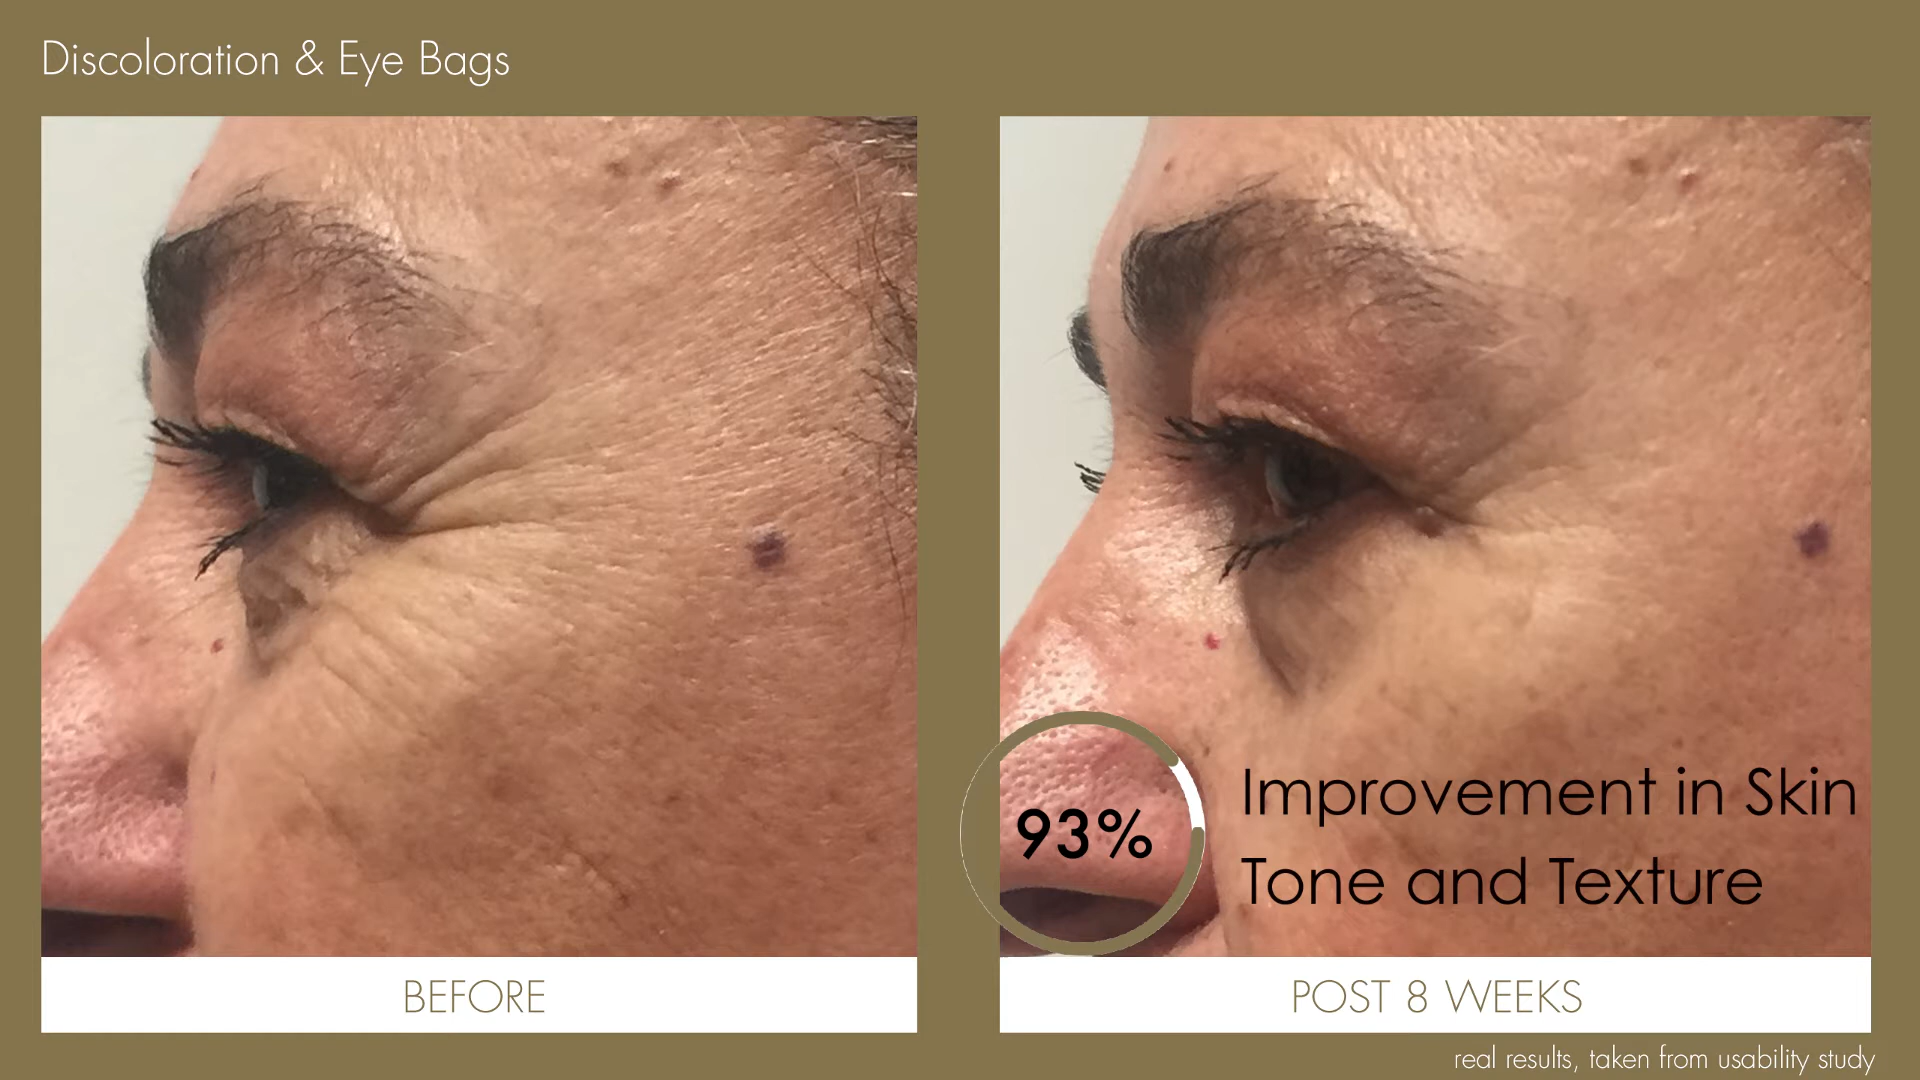 Discoloration & Eye Bags
93%
Improvement in Skin
Tone and Texture
BEFORE
POST 8 WEEKS
real results, taken from usability study